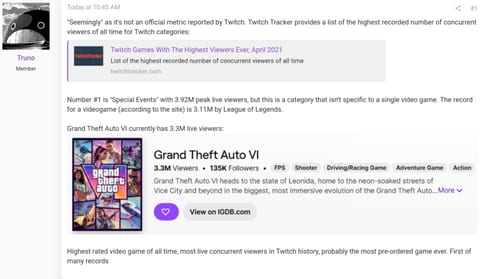 Today at 10:45 AM
#1
Truno
Member
"Seemingly" as it's not an official metric reported by Twitch. Twitch Tracker provides a list of the highest recorded number of concurrent
viewers of all time for Twitch categories:
Twitch Games With The Highest Viewers Ever, April 2021
List of the highest recorded number of concurrent viewers of all time
twitchtracker.com
Number #1 is "Special Events" with 3.92M peak live viewers, but this is a category that isn't specific to a single video game. The record
for a videogame (according to the site) is 3.11M by League of Legends.
Grand Theft Auto VI currently has 3.3M live viewers:
grand
theft
auto
VI
Grand Theft Auto VI
3.3M Viewers • 135K Followers • FPS Shooter Driving/Racing Game Adventure Game Action
Grand Theft Auto VI heads to the state of Leonida, home to the neon-soaked streets of
Vice City and beyond in the biggest, most immersive evolution of the Grand Theft Auto... More
View on IGDB.com
Highest rated video game of all time, most live concurrent viewers in Twitch history, probably the most pre-ordered game ever. First of
many records